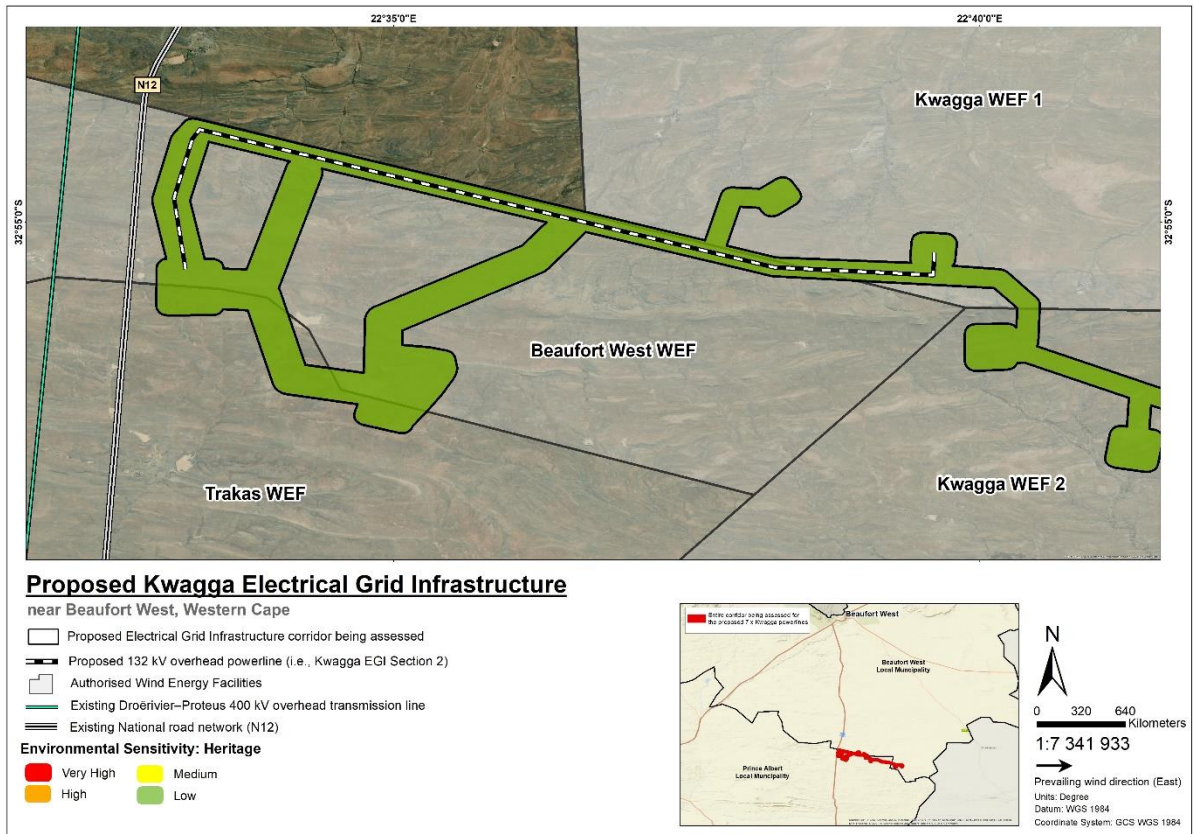 22°35'0"E
22°40'0"E
N12
Kwagga WEF 1
32°55'0"S
32°55'0"S
Beaufort West WEF
Trakas WEF
Kwagga WEF 2
Proposed Kwagga Electrical Grid Infrastructure
near Beaufort West, Western Cape
Proposed Electrical Grid Infrastructure corridor being assessed
Proposed 132 kV overhead powerline (i.e., Kwagga EGI Section 2)
Authorised Wind Energy Facilities
Existing Droërivier–Proteus 400 kV overhead transmission line
Existing National road network (N12)
Environmental Sensitivity: Heritage
Very High
Medium
High
Low
Entire corridor being assessed for
the proposed 7 x Kwagga powerlines
Beaufort West
Beaufort West
Local Muncipality
Prince Albert
Local Muncipality
N
0 320 640
Kilometers
1:7 341 933
Prevailing wind direction (East)
Units: Degree
Datum: WGS 1984
Coordinate System: GCS WGS 1984